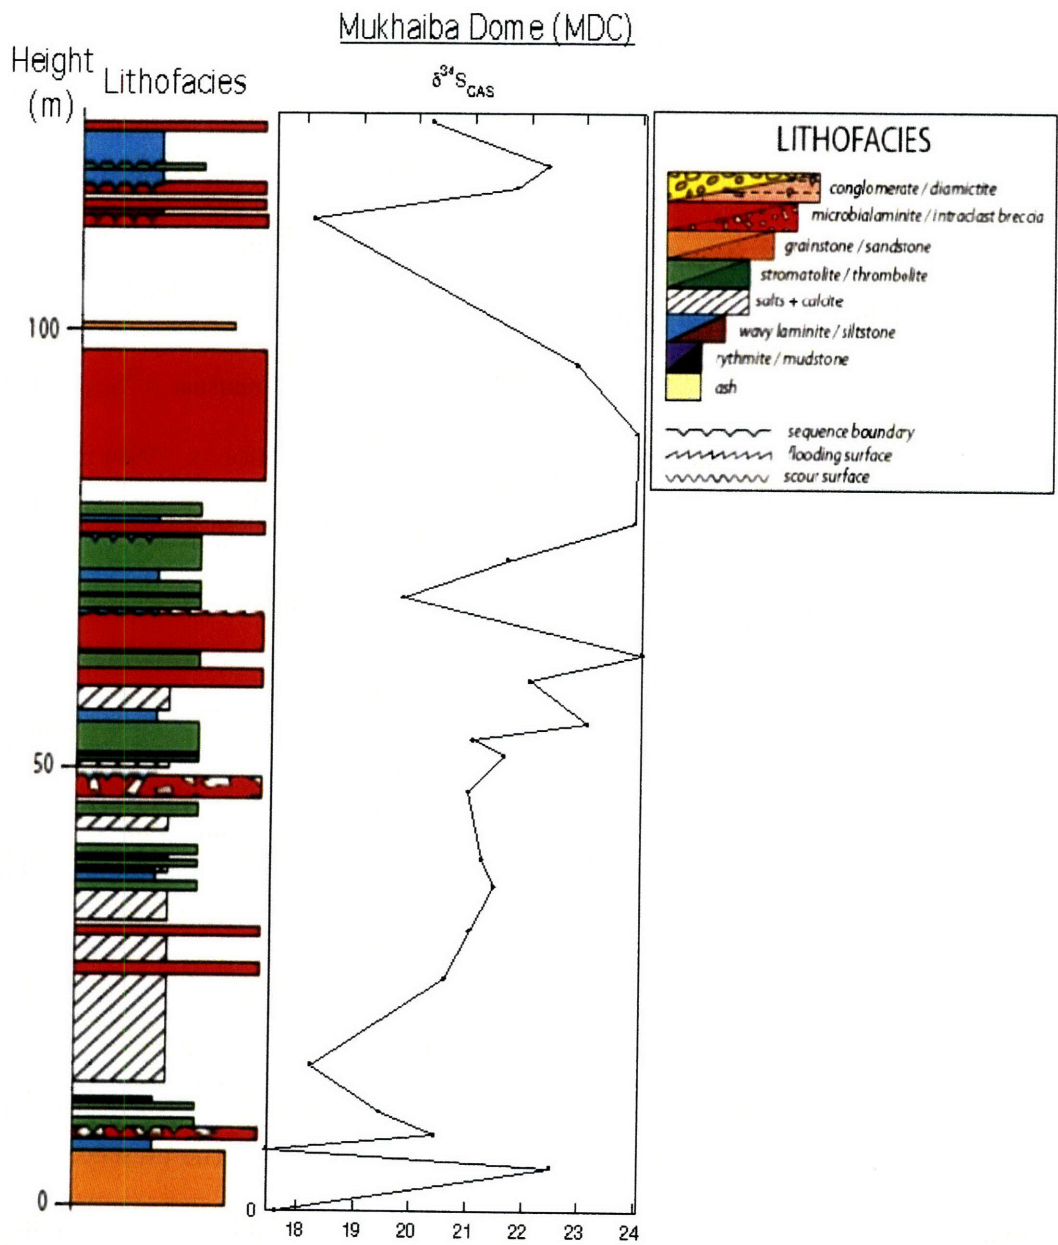 Mukhaiba Dome (MDC)
Height
(m)
Lithofacies
δ34SCAS
LITHOFACIES
conglomerate / diamictite
microbialaminite / intraclast breccia
grainstone / sandstone
stromatolite / thrombolite
salts + calcite
wavy laminite / siltstone
rythmite / mudstone
ash
sequence boundary
flooding surface
scour surface
100
50
0
0
18 19 20 21 22 23 24